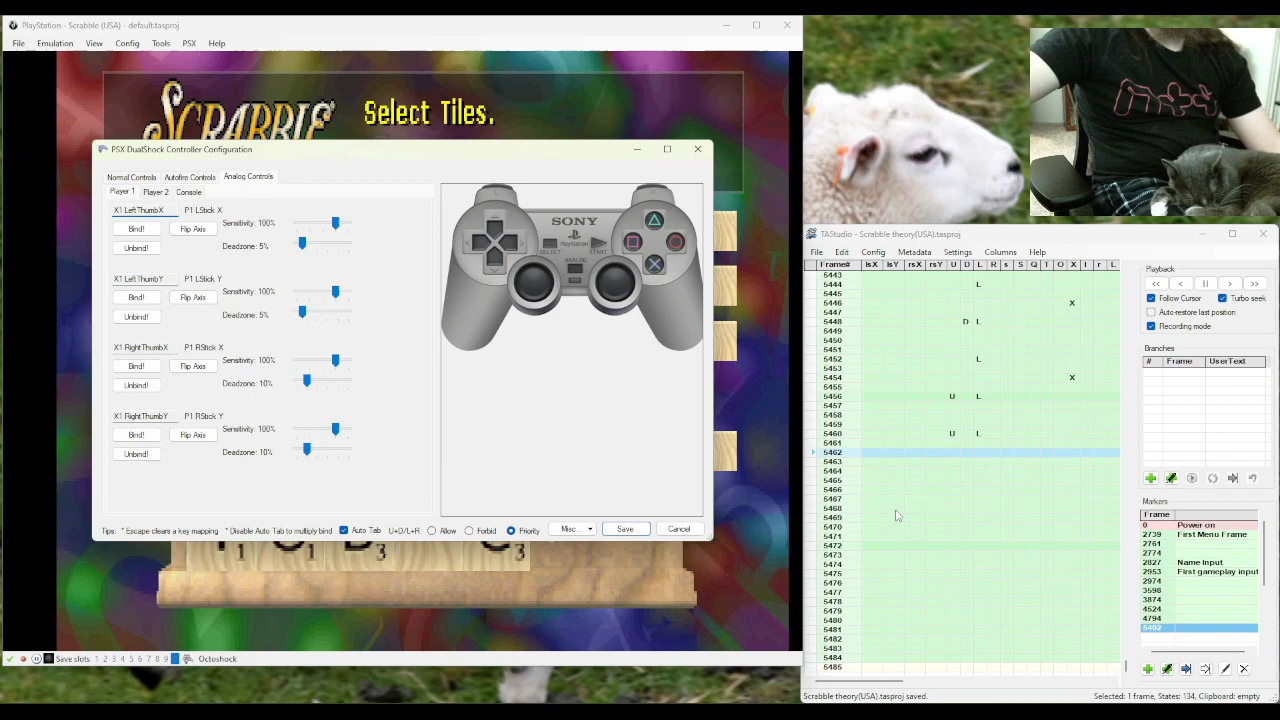 PlayStation - Scrabble (USA) - default.tasproj
File Emulation View Config Tools PSX Help
SCRABBLE Select Tiles.
PSX DualShock Controller Configuration
Normal Controls Autofire Controls Analog Controls
Player 1 Player 2 Console
X1 LeftThumbX P1 LStick X
Sensitivity: 100%
Bind! Flip Axis
Deadzone: 5%
Unbind!
X1 LeftThumbY P1 LStick Y
Sensitivity: 100%
Bind! Flip Axis
Deadzone: 5%
Unbind!
X1 RightThumbX P1 RStick X
Sensitivity: 100%
Bind! Flip Axis
Deadzone: 10%
Unbind!
X1 RightThumbY P1 RStick Y
Sensitivity: 100%
Bind! Flip Axis
Deadzone: 10%
Unbind!
SONY
PlayStation
SELECT START
ANALOG
Tips: * Escape clears a key mapping * Disable Auto Tab to multiply bind Auto Tab U+D/L+R: Allow Forbid Priority Misc... Save Cancel
Save slots 1 2 3 4 5 6 7 8 9 Octoshock
TAStudio - Scrabble theory(USA).tasproj
File Edit Config Metadata Settings Columns Help
Frame# lsX lsY rsX rsY U D L R s S Q T O X l r L
5443
5444 L
5445
5446 X
5447
5448 D L
5449
5450
5451
5452 L
5453
5454 X
5455
5456 U L
5457
5458
5459
5460 U L
5461
5462
5463
5464
5465
5466
5467
5468
5469
5470
5471
5472
5473
5474
5475
5476
5477
5478
5479
5480
5481
5482
5483
5484
5485
Playback
<< < || > >>
Follow Cursor Turbo seek
Auto-restore last position
Recording mode
Branches
# Frame UserText
Markers
Frame
0 Power on
2739 First Menu Frame
2761
2774
2827 Name Input
2953 First gameplay input
2974
3598
3874
4524
4794
5402
Scrabble theory(USA).tasproj saved. Selected: 1 frame, States: 134, Clipboard: empty